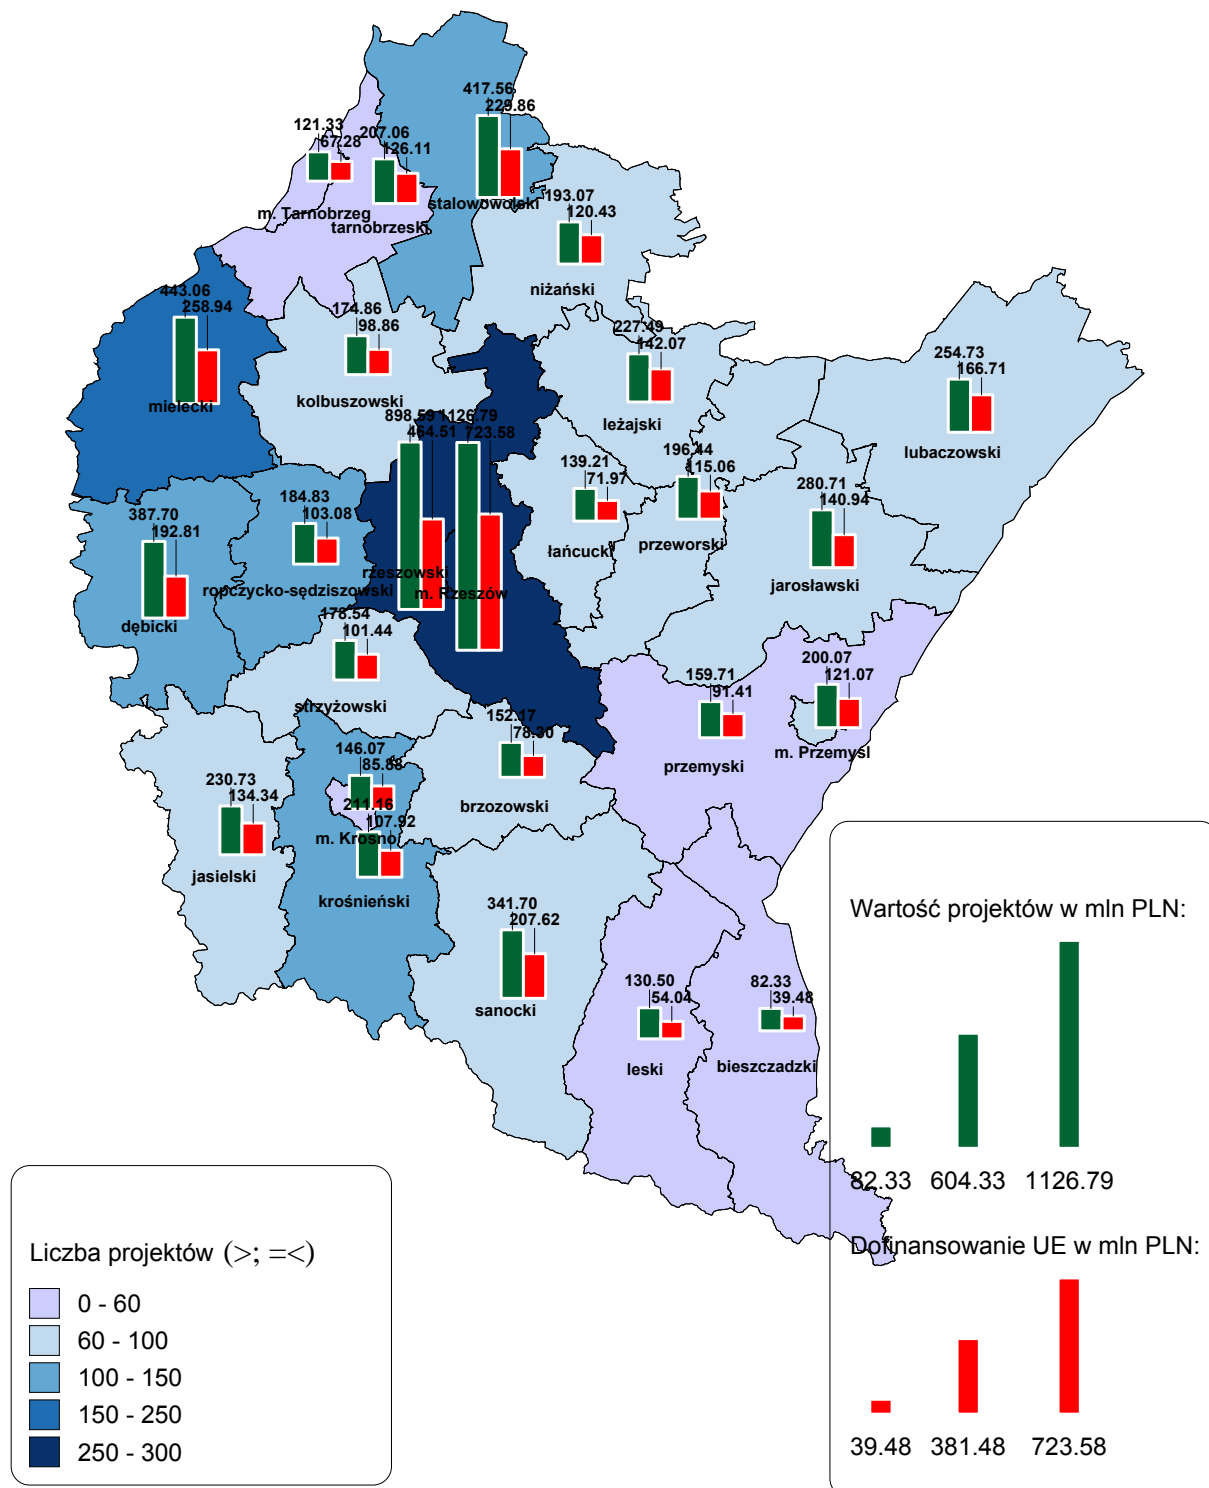 417.56
229.86
stalowowolski
121.33
67.28
m. Tarnobrzeg
207.06
126.11
tarnobrzeski
193.07
120.43
niżański
443.06
258.94
mielecki
174.86
98.86
kolbuszowski
227.49
142.07
leżajski
254.73
166.71
lubaczowski
898.59
464.51
rzeszowski
1126.79
723.58
m. Rzeszów
139.21
71.97
łańcucki
196.44
115.06
przeworski
280.71
140.94
jarosławski
387.70
192.81
dębicki
184.83
103.08
ropczycko-sędziszowski
178.54
101.44
strzyżowski
159.71
91.41
przemyski
200.07
121.07
m. Przemyśl
152.17
78.30
brzozowski
146.07
85.88
m. Krosno
211.16
107.92
krośnieński
230.73
134.34
jasielski
341.70
207.62
sanocki
130.50
54.04
leski
82.33
39.48
bieszczadzki
Wartość projektów w mln PLN:
82.33 604.33 1126.79
Dofinansowanie UE w mln PLN:
39.48 381.48 723.58
Liczba projektów (>; =<)
0 - 60
60 - 100
100 - 150
150 - 250
250 - 300